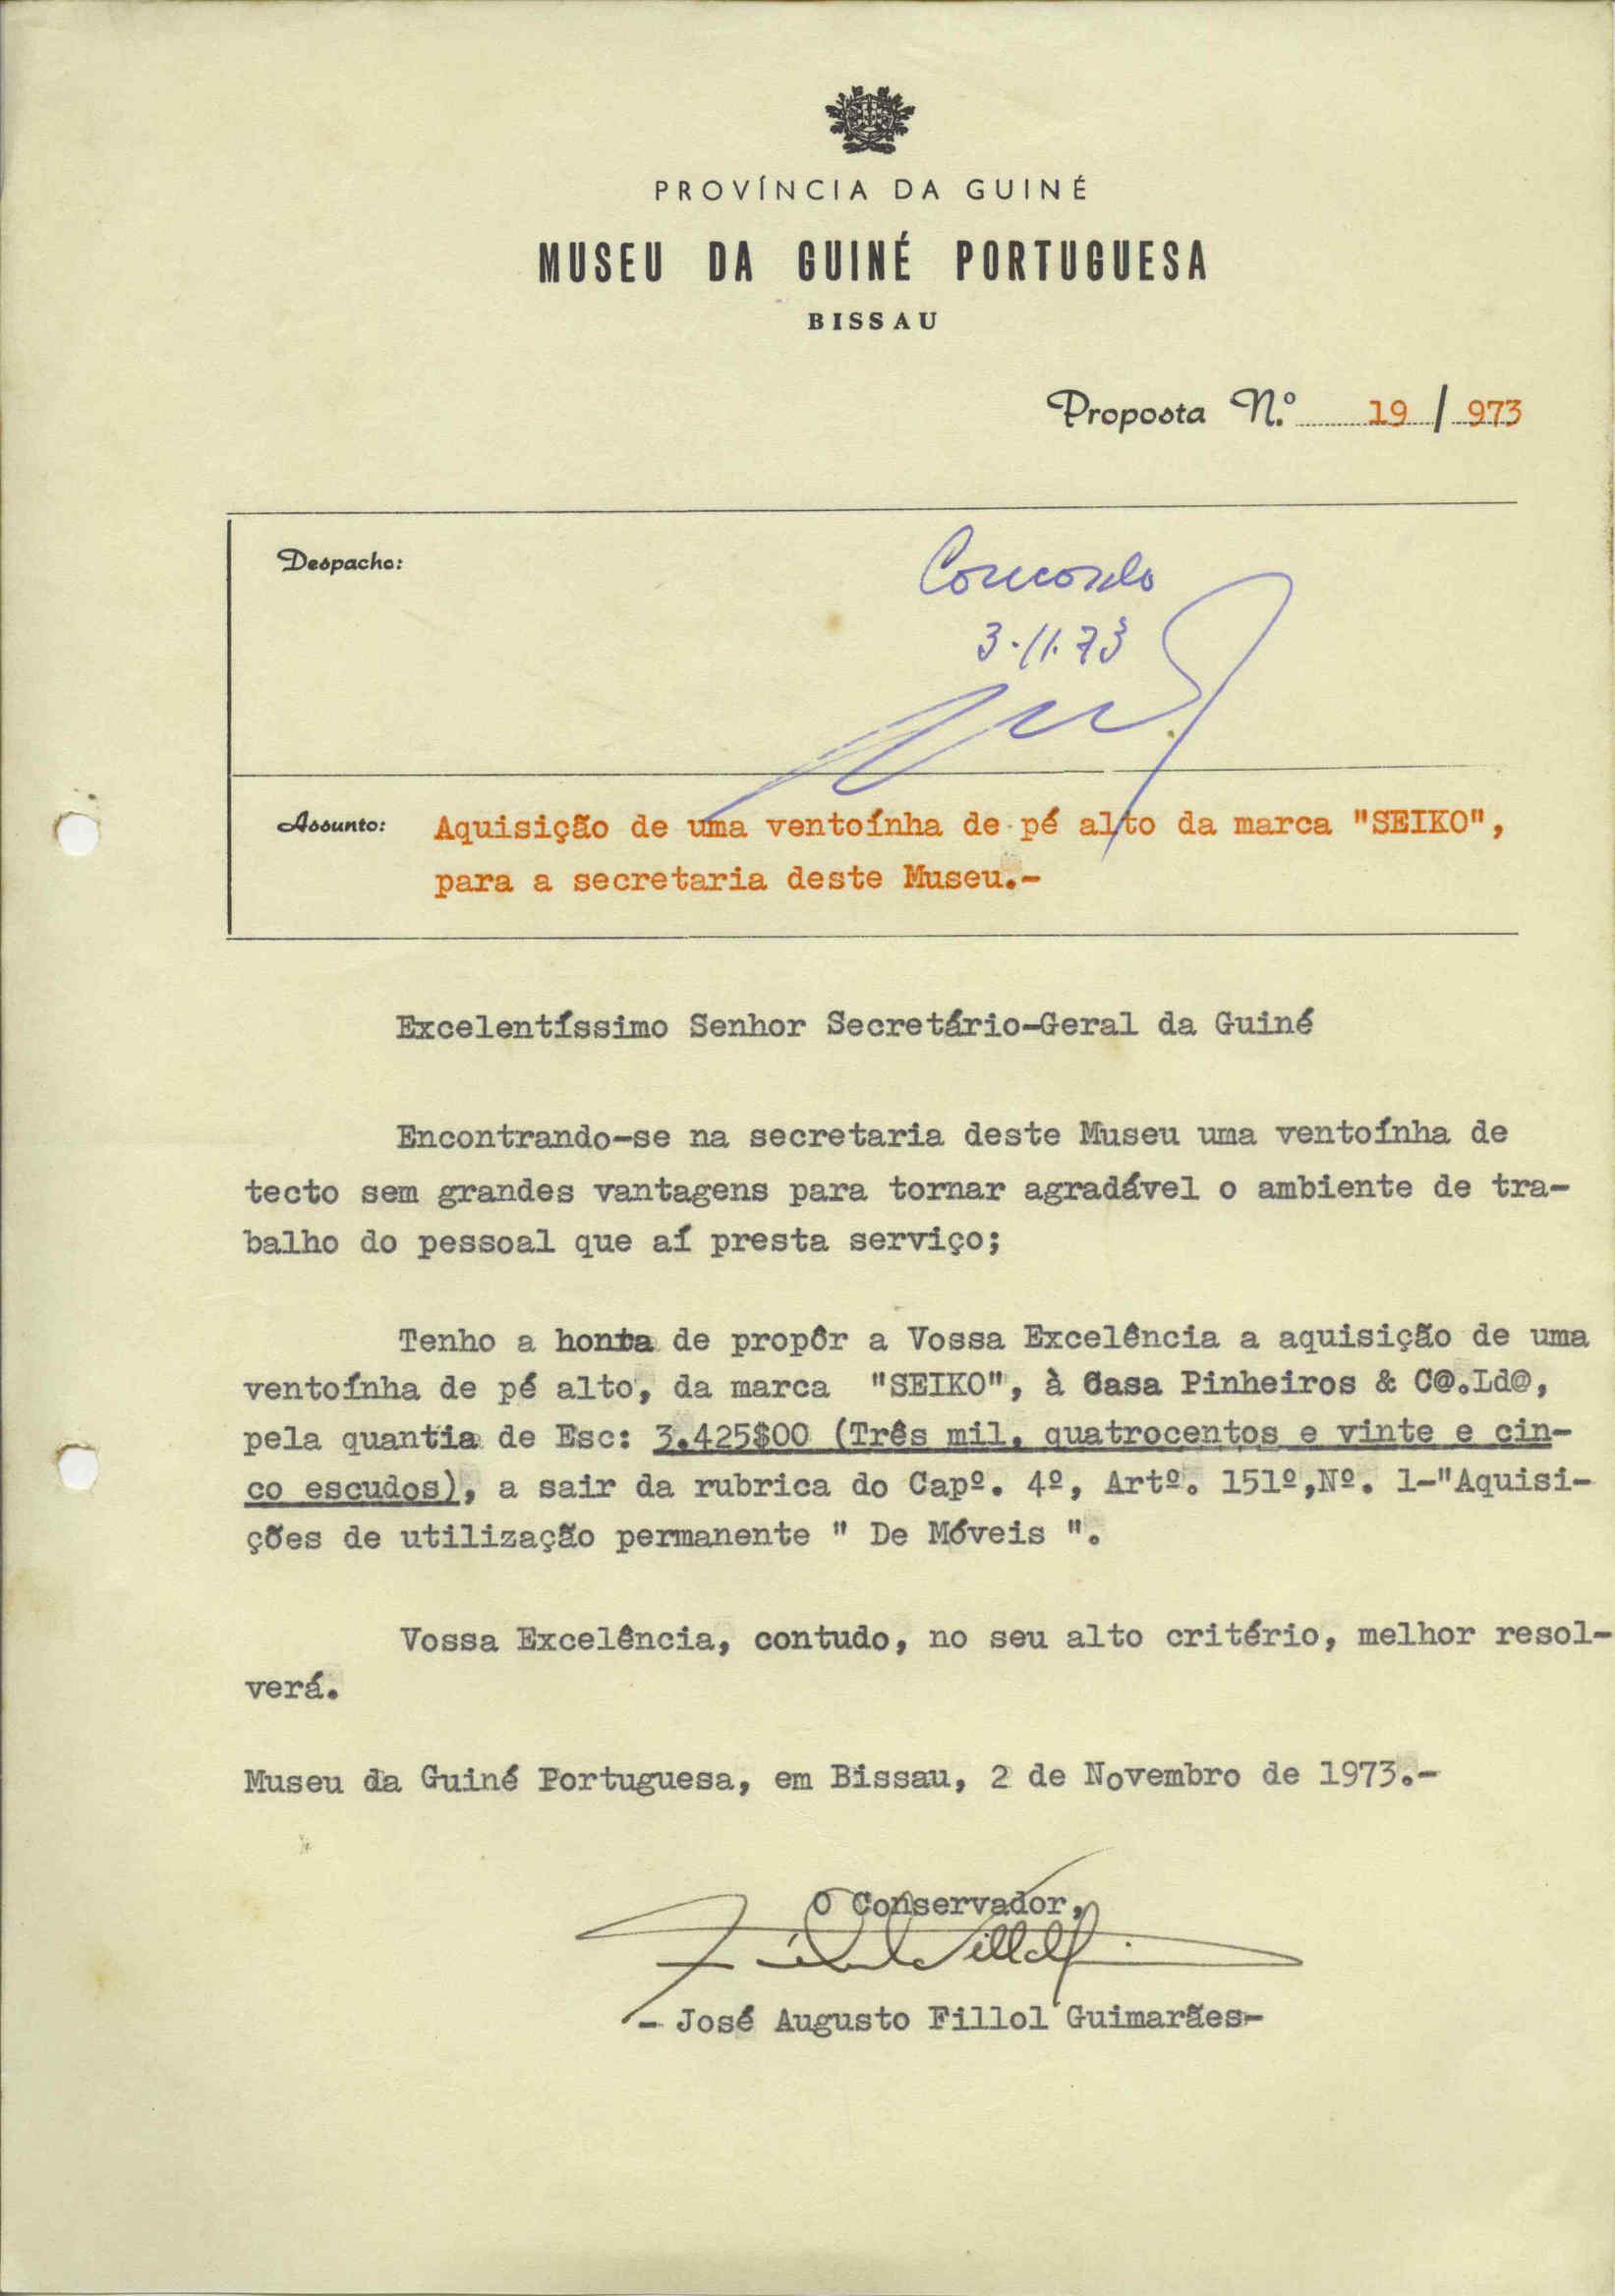 PROVÍNCIA DA GUINÉ
MUSEU DA GUINÉ PORTUGUESA
BISSAU
Proposta N.º 19 / 973
Despacho:
Concordo
3.11.73
Assunto: Aquisição de uma ventoínha de pé alto da marca "SEIKO",
para a secretaria deste Museu.-
Excelentíssimo Senhor Secretário-Geral da Guiné
Encontrando-se na secretaria deste Museu uma ventoínha de
tecto sem grandes vantagens para tornar agradável o ambiente de tra-
balho do pessoal que aí presta serviço;
Tenho a honra de propôr a Vossa Excelência a aquisição de uma
ventoínha de pé alto, da marca "SEIKO", à Casa Pinheiros & C@.Ld@,
pela quantia de Esc: 3.425$00 (Três mil, quatrocentos e vinte e cin-
co escudos), a sair da rubrica do Capº. 4º, Artº. 151º,Nº. 1-"Aquisi-
ções de utilização permanente " De Móveis ".
Vossa Excelência, contudo, no seu alto critério, melhor resol-
verá.
Museu da Guiné Portuguesa, em Bissau, 2 de Novembro de 1973.-
O Conservador,
- José Augusto Fillol Guimarães-